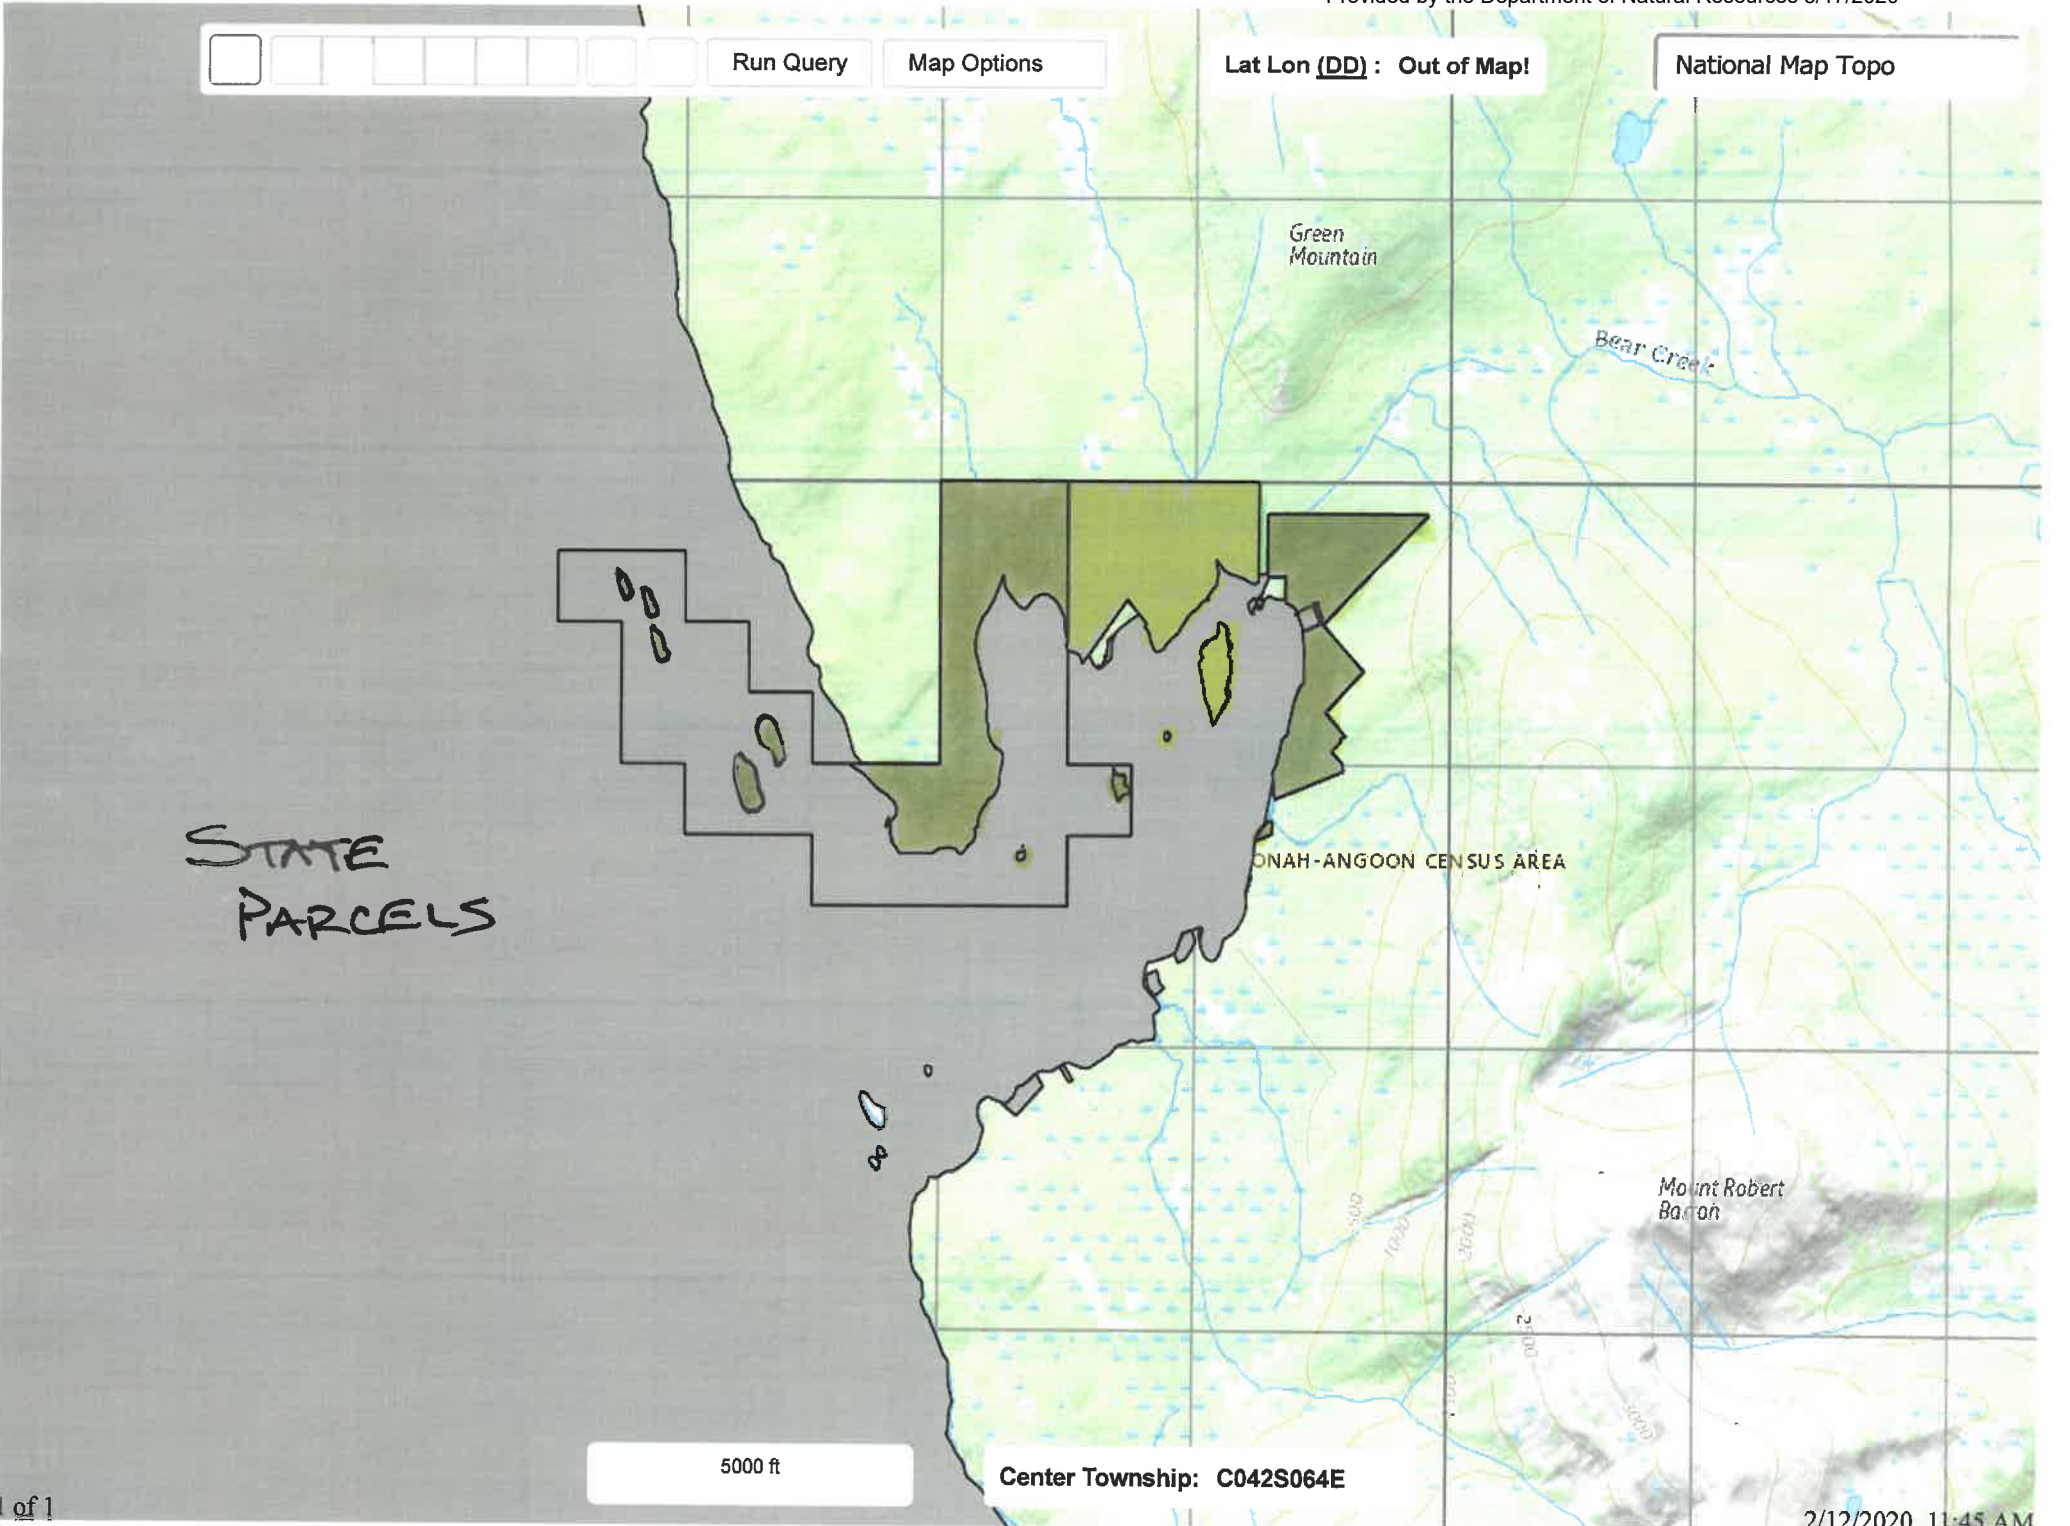 Provided by the Department of Natural Resources
Run Query
Map Options
Lat Lon (DD) : Out of Map!
National Map Topo
Green
Mountain
Bear Creek
STATE
PARCELS
ONAH-ANGOON CENSUS AREA
Mount Robert
Barron
1000
2000
5000 ft
Center Township: C042S064E
of 1
2/12/2020 11:45 AM